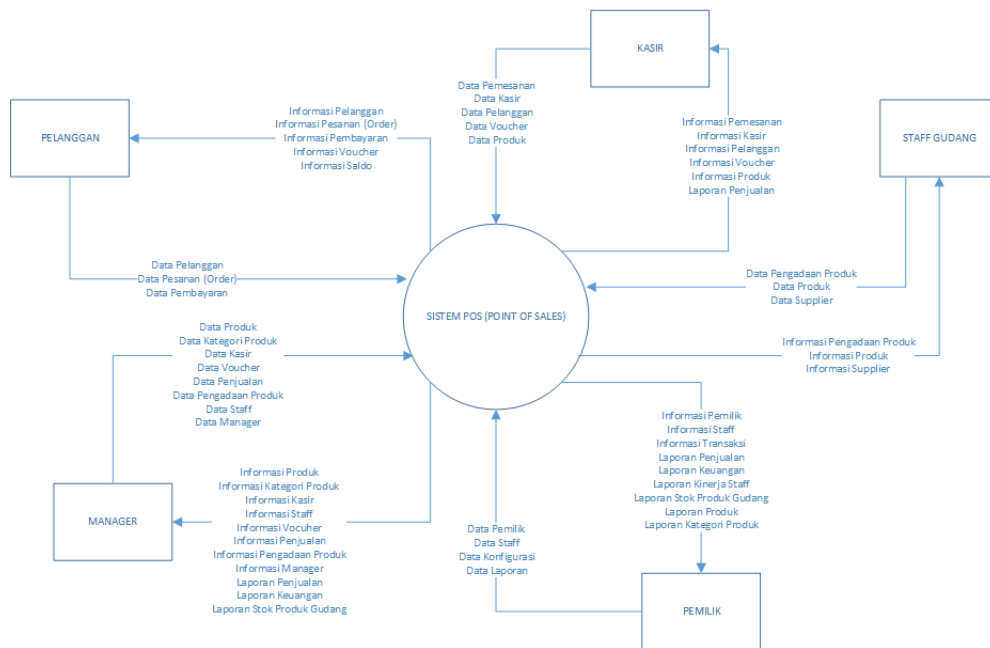 KASIR
Data Pemesanan
Data Kasir
Data Pelanggan
Data Voucher
Data Produk
Informasi Pemesanan
Informasi Kasir
Informasi Pelanggan
Informasi Voucher
Informasi Produk
Laporan Penjualan
PELANGGAN
Informasi Pelanggan
Informasi Pesanan (Order)
Informasi Pembayaran
Informasi Voucher
Informasi Saldo
STAFF GUDANG
Data Pelanggan
Data Pesanan (Order)
Data Pembayaran
SISTEM POS (POINT OF SALES)
Data Pengadaan Produk
Data Produk
Data Supplier
Informasi Pengadaan Produk
Informasi Produk
Informasi Supplier
Data Produk
Data Kategori Produk
Data Kasir
Data Voucher
Data Penjualan
Data Pengadaan Produk
Data Staff
Data Manager
MANAGER
Informasi Produk
Informasi Kategori Produk
Informasi Kasir
Informasi Staff
Informasi Vocuher
Informasi Penjualan
Informasi Pengadaan Produk
Informasi Manager
Laporan Penjualan
Laporan Keuangan
Laporan Stok Produk Gudang
Data Pemilik
Data Staff
Data Konfigurasi
Data Laporan
Informasi Pemilik
Informasi Staff
Informasi Transaksi
Laporan Penjualan
Laporan Keuangan
Laporan Kinerja Staff
Laporan Stok Produk Gudang
Laporan Produk
Laporan Kategori Produk
PEMILIK